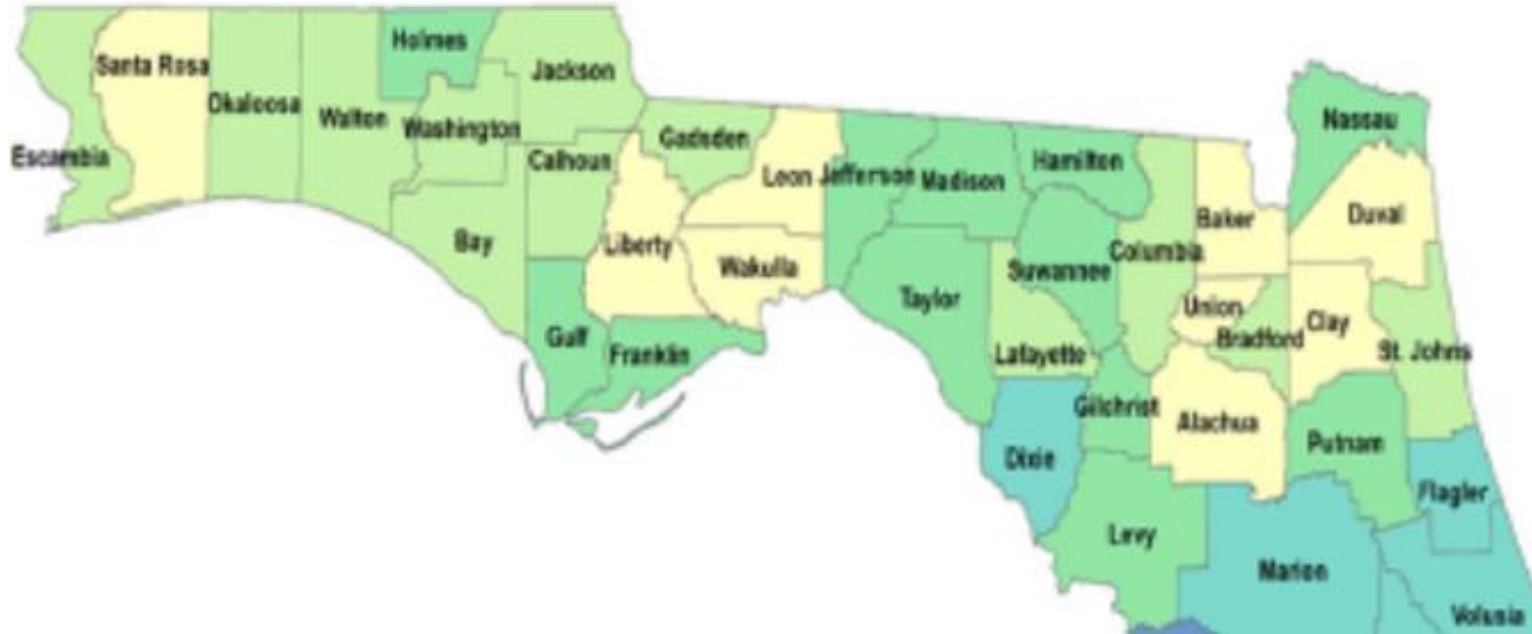 Holmes
Santa Rosa
Jackson
Okaloosa
Walton
Washington
Escambia
Calhoun
Gadsden
Leon
Jefferson
Madison
Hamilton
Nassau
Bay
Liberty
Wakulla
Taylor
Suwannee
Columbia
Baker
Duval
Gulf
Franklin
Lafayette
Union
Bradford
Clay
St. Johns
Dixie
Gilchrist
Alachua
Putnam
Flagler
Levy
Marion
Volusia